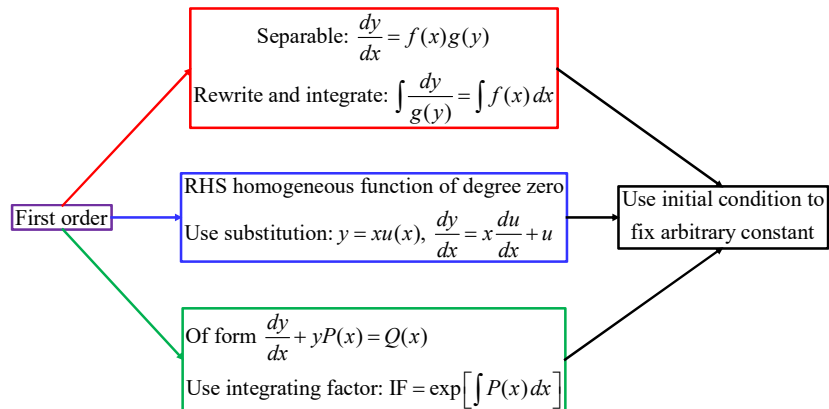 Separable: dy/dx = f(x)g(y)
Rewrite and integrate: ∫ dy/g(y) = ∫ f(x) dx
First order
RHS homogeneous function of degree zero
Use substitution: y = xu(x), dy/dx = x du/dx + u
Use initial condition to
fix arbitrary constant
Of form dy/dx + yP(x) = Q(x)
Use integrating factor: IF = exp[∫ P(x) dx]